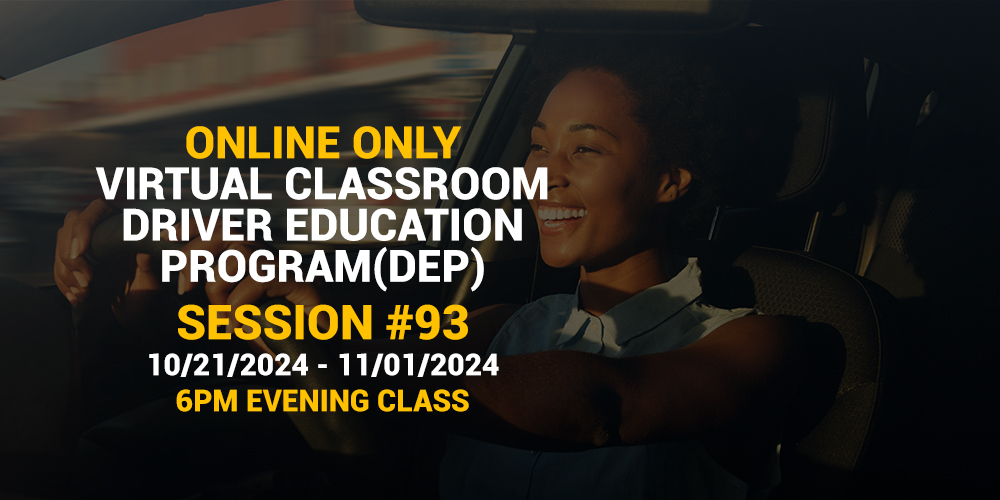 ONLINE ONLY
VIRTUAL CLASSROOM
DRIVER EDUCATION
PROGRAM(DEP)
SESSION #93
10/21/2024 - 11/01/2024
6PM EVENING CLASS